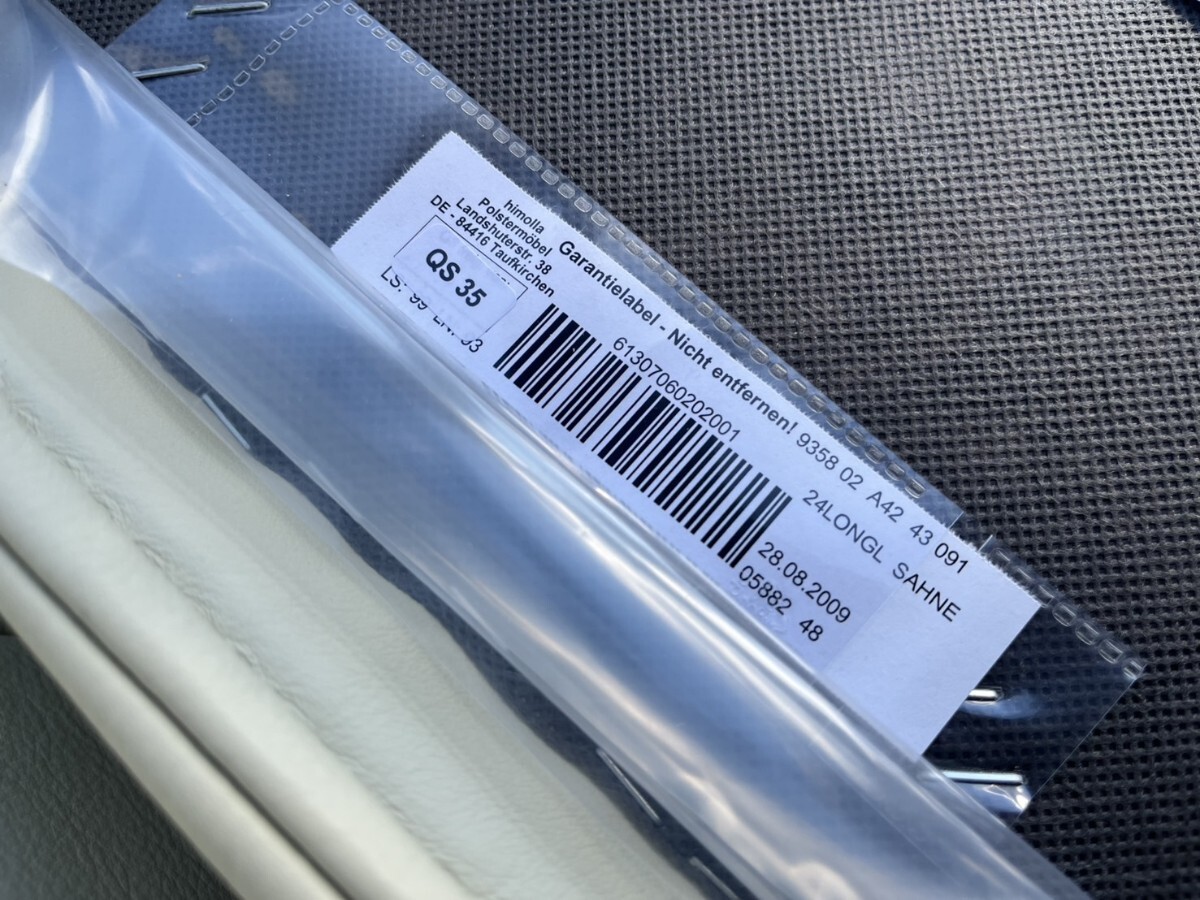 himolla
Polstermöbel
Landshuterstr. 38
DE - 84416 Taufkirchen
QS 35
Garantielabel - Nicht entfernen!
9358 02 A42 43 091
61307060202001
24LONGL SAHNE
28.08.2009
05882 48